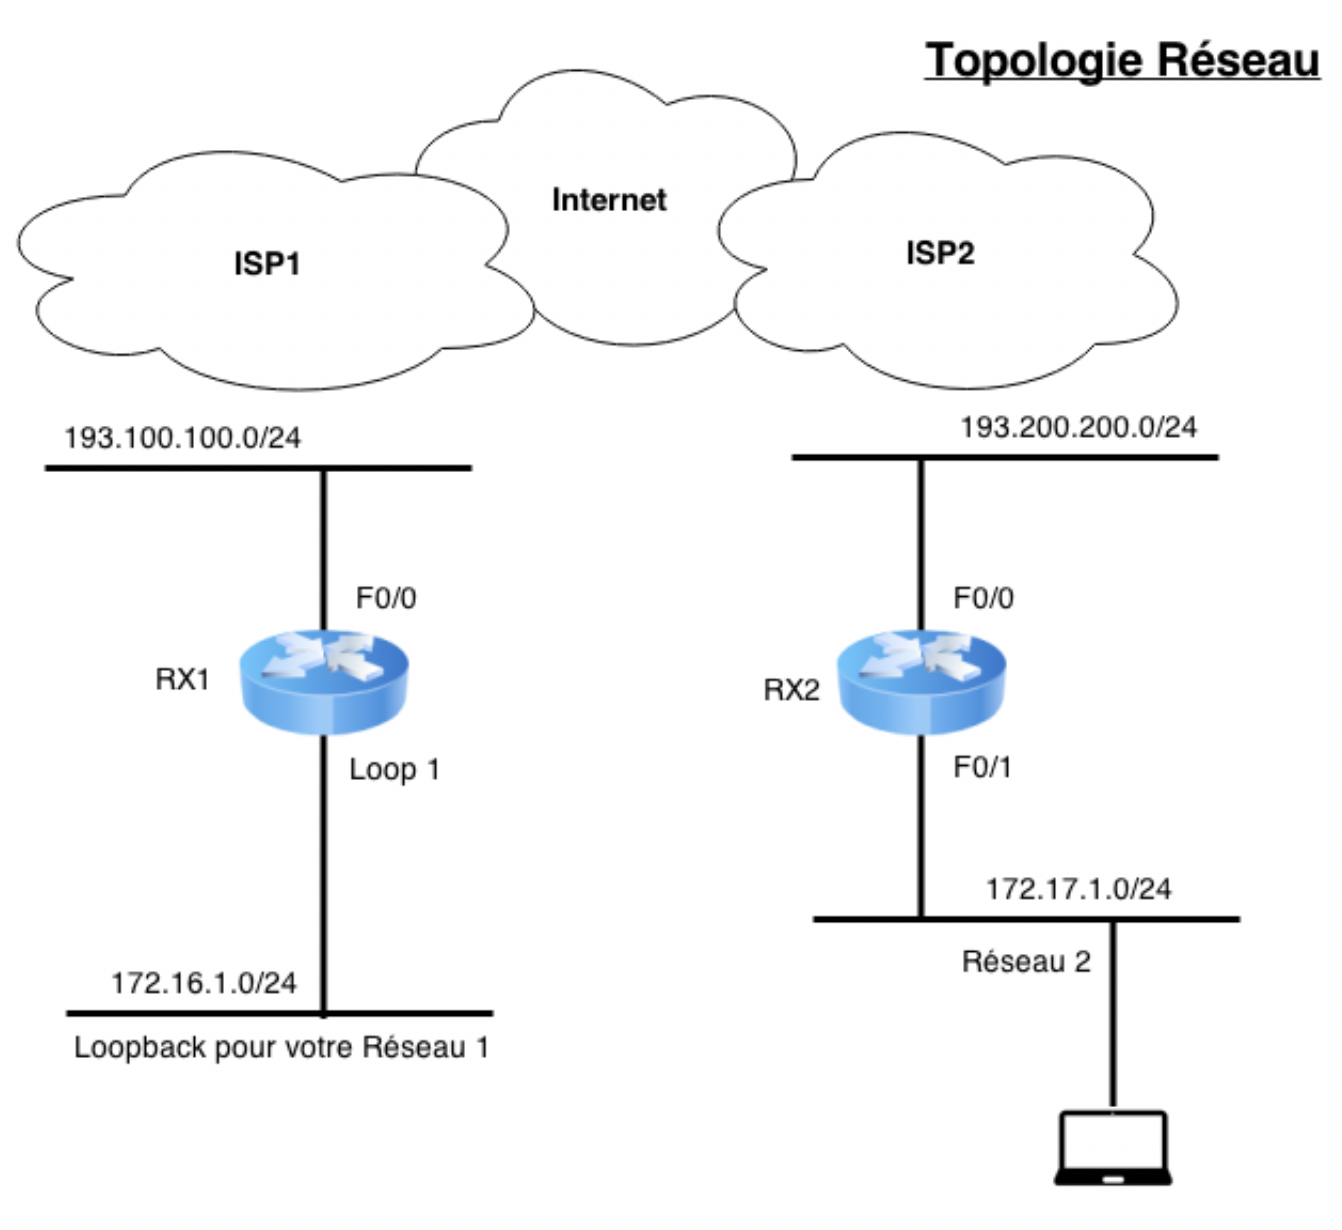 Topologie Réseau
Internet
ISP1
ISP2
193.100.100.0/24
193.200.200.0/24
F0/0
F0/0
RX1
RX2
Loop 1
F0/1
172.17.1.0/24
Réseau 2
172.16.1.0/24
Loopback pour votre Réseau 1